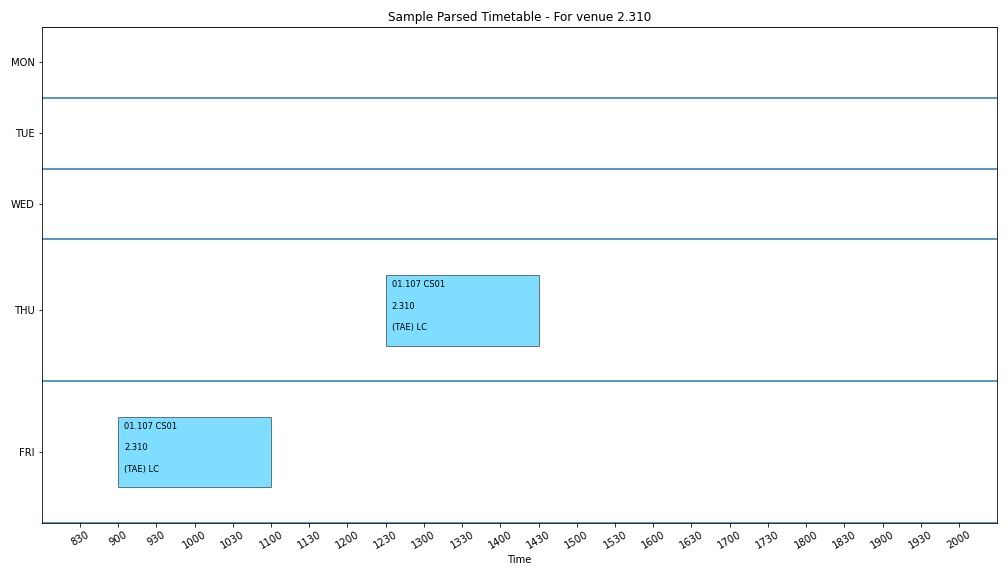 Sample Parsed Timetable - For venue 2.310
MON
TUE
WED
THU
01.107 CS01
2.310
(TAE) LC
FRI
01.107 CS01
2.310
(TAE) LC
830 900 930 1000 1030 1100 1130 1200 1230 1300 1330 1400 1430 1500 1530 1600 1630 1700 1730 1800 1830 1900 1930 2000
Time